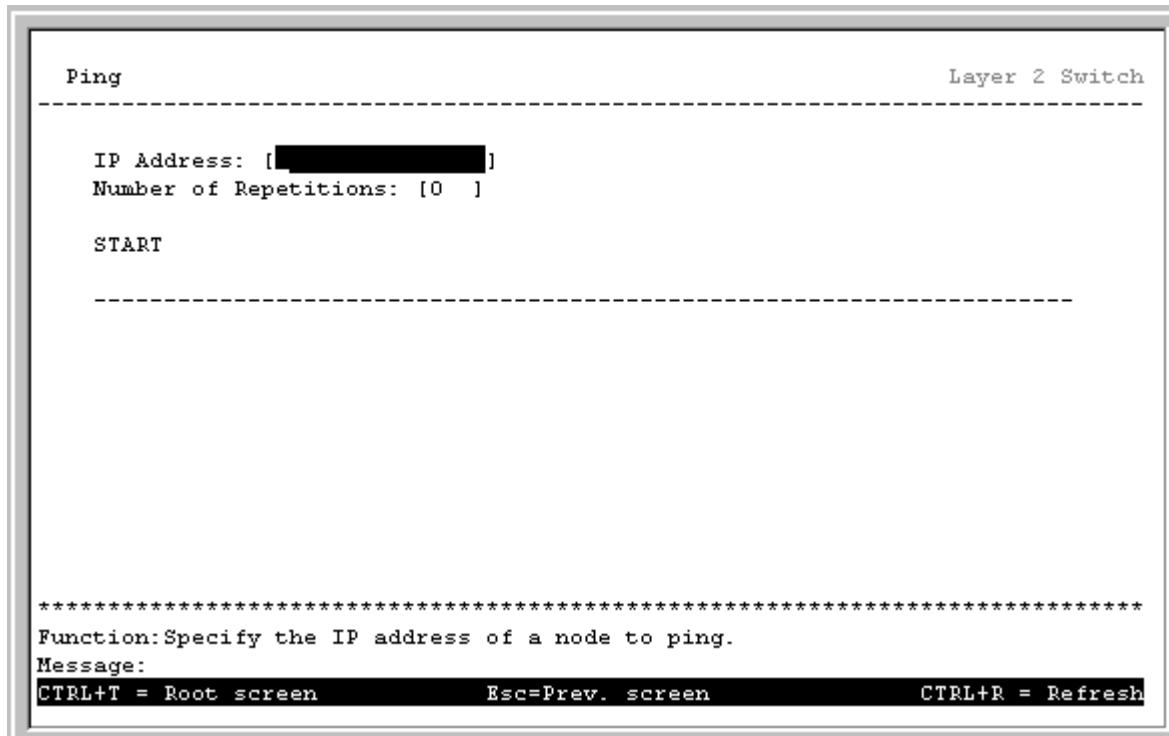 Ping Layer 2 Switch
-------------------------------------------------------------------------------
IP Address: [ ]
Number of Repetitions: [0 ]
START
----------------------------------------------------------------------
*******************************************************************************
Function:Specify the IP address of a node to ping.
Message:
CTRL+T = Root screen Esc=Prev. screen CTRL+R = Refresh